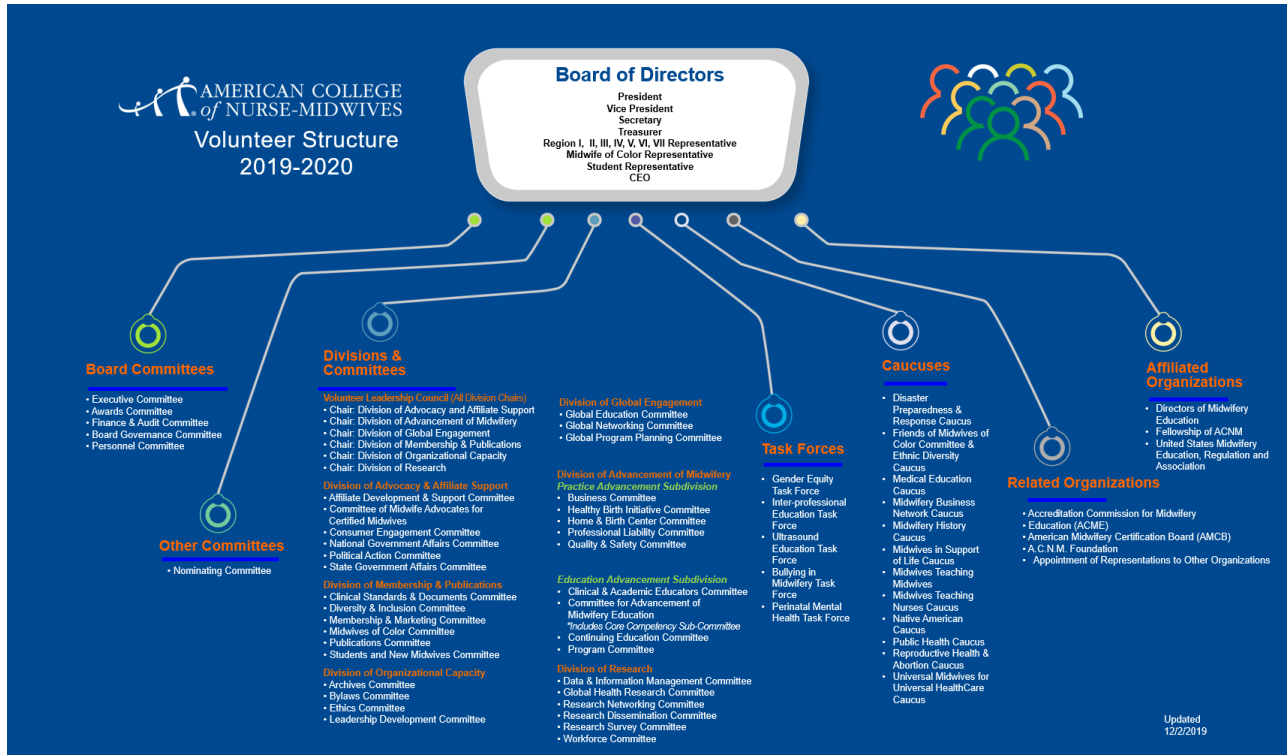 AMERICAN COLLEGE
of NURSE-MIDWIVES
®
Volunteer Structure
2019-2020
Board of Directors
President
Vice President
Secretary
Treasurer
Region I, II, III, IV, V, VI, VII Representative
Midwife of Color Representative
Student Representative
CEO
Board Committees
• Executive Committee
• Awards Committee
• Finance & Audit Committee
• Board Governance Committee
• Personnel Committee
Other Committees
• Nominating Committee
Divisions &
Committees
Volunteer Leadership Council (All Division Chairs)
• Chair: Division of Advocacy and Affiliate Support
• Chair: Division of Advancement of Midwifery
• Chair: Division of Global Engagement
• Chair: Division of Membership & Publications
• Chair: Division of Organizational Capacity
• Chair: Division of Research
Division of Advocacy & Affiliate Support
• Affiliate Development & Support Committee
• Committee of Midwife Advocates for
Certified Midwives
• Consumer Engagement Committee
• National Government Affairs Committee
• Political Action Committee
• State Government Affairs Committee
Division of Membership & Publications
• Clinical Standards & Documents Committee
• Diversity & Inclusion Committee
• Membership & Marketing Committee
• Midwives of Color Committee
• Publications Committee
• Students and New Midwives Committee
Division of Organizational Capacity
• Archives Committee
• Bylaws Committee
• Ethics Committee
• Leadership Development Committee
Division of Global Engagement
• Global Education Committee
• Global Networking Committee
• Global Program Planning Committee
Division of Advancement of Midwifery
Practice Advancement Subdivision
• Business Committee
• Healthy Birth Initiative Committee
• Home & Birth Center Committee
• Professional Liability Committee
• Quality & Safety Committee
Education Advancement Subdivision
• Clinical & Academic Educators Committee
• Committee for Advancement of
Midwifery Education
*Includes Core Competency Sub-Committee
• Continuing Education Committee
• Program Committee
Division of Research
• Data & Information Management Committee
• Global Health Research Committee
• Research Networking Committee
• Research Dissemination Committee
• Research Survey Committee
• Workforce Committee
Task Forces
• Gender Equity
Task Force
• Inter-professional
Education Task
Force
• Ultrasound
Education Task
Force
• Bullying in
Midwifery Task
Force
• Perinatal Mental
Health Task Force
Caucuses
• Disaster
Preparedness &
Response Caucus
• Friends of Midwives of
Color Committee &
Ethnic Diversity
Caucus
• Medical Education
Caucus
• Midwifery Business
Network Caucus
• Midwifery History
Caucus
• Midwives in Support
of Life Caucus
• Midwives Teaching
Midwives
• Midwives Teaching
Nurses Caucus
• Native American
Caucus
• Public Health Caucus
• Reproductive Health &
Abortion Caucus
• Universal Midwives for
Universal HealthCare
Caucus
Related Organizations
• Accreditation Commission for Midwifery
• Education (ACME)
• American Midwifery Certification Board (AMCB)
• A.C.N.M. Foundation
• Appointment of Representations to Other Organizations
Affiliated
Organizations
• Directors of Midwifery
Education
• Fellowship of ACNM
• United States Midwifery
Education, Regulation and
Association
Updated
12/2/2019